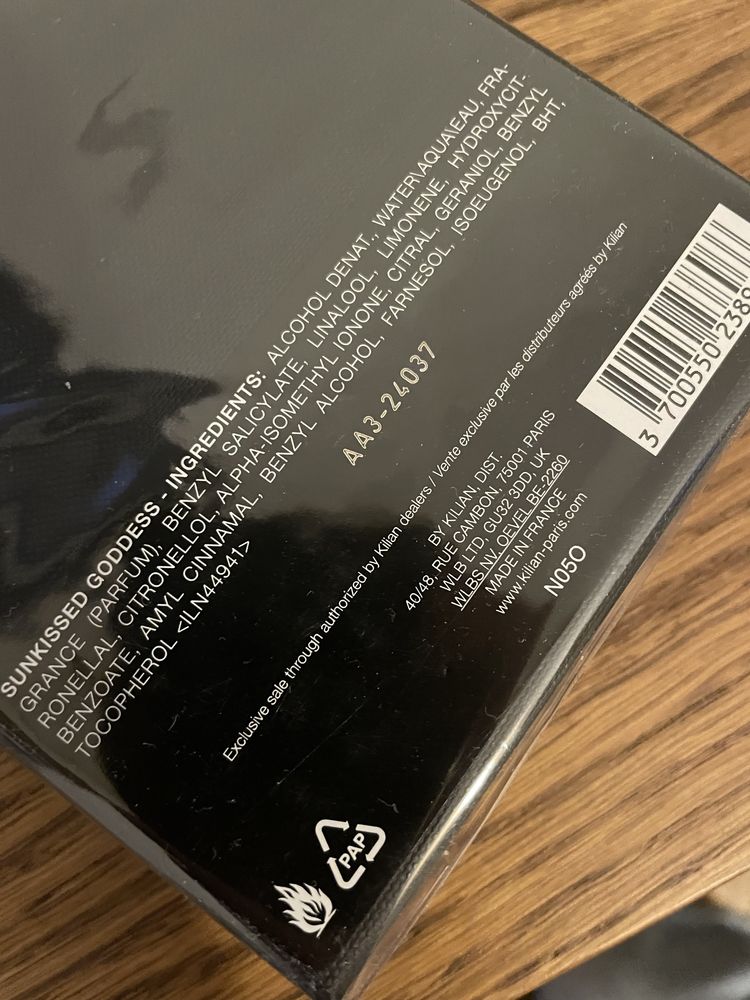 SUNKISSED GODDESS - INGREDIENTS: ALCOHOL DENAT., WATER\AQUA\EAU, FRA-
GRANCE (PARFUM), BENZYL SALICYLATE, LINALOOL, LIMONENE, HYDROXYCIT-
RONELLAL, CITRONELLOL, ALPHA-ISOMETHYL IONONE, CITRAL, GERANIOL, BENZYL
BENZOATE, AMYL CINNAMAL, BENZYL ALCOHOL, FARNESOL, ISOEUGENOL, BHT,
TOCOPHEROL <ILN44941>
AA3-24037
Exclusive sale through authorized by Kilian dealers / Vente exclusive par les distributeurs agréés by Kilian
BY KILIAN, DIST.
40/48, RUE CAMBON, 75001 PARIS
WLB LTD, GU32 3DD, UK
WLBS NV, OEVEL BE-2260
MADE IN FRANCE
www.kilian-paris.com
N05O
3 700550 238
PAP